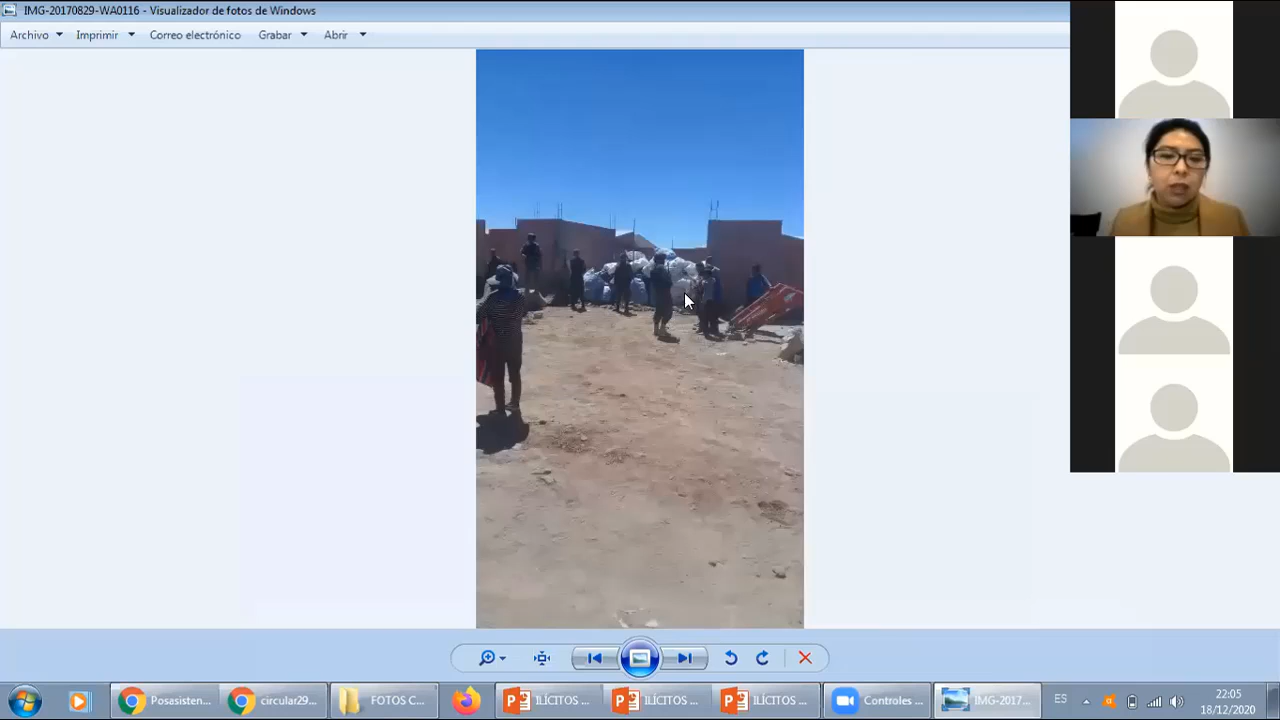 IMG-20170829-WA0116 - Visualizador de fotos de Windows
Archivo Imprimir Correo electrónico Grabar Abrir
Posasisten...
circular29...
FOTOS C...
ILÍCITOS ...
ILÍCITOS ...
ILÍCITOS ...
Controles ...
IMG-2017...
ES
22:05
18/12/2020